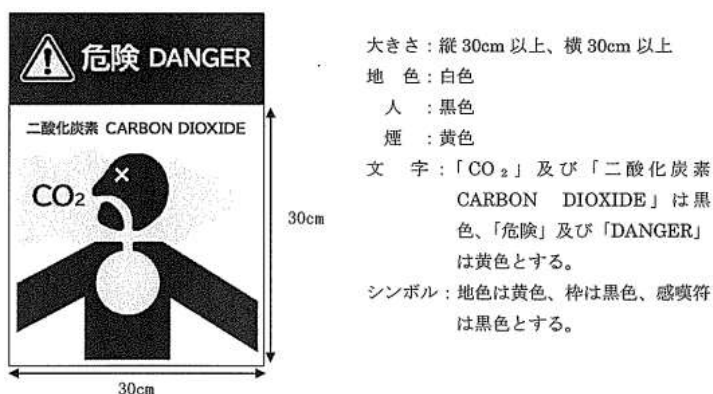 危険 DANGER
二酸化炭素 CARBON DIOXIDE
CO₂
30cm
30cm
大きさ：縦 30cm 以上、横 30cm 以上
地　色：白色
人　：黒色
煙　：黄色
文　字：「CO₂」及び「二酸化炭素
CARBON DIOXIDE」は黒
色、「危険」及び「DANGER」
は黄色とする。
シンボル：地色は黄色、枠は黒色、感嘆符
は黒色とする。